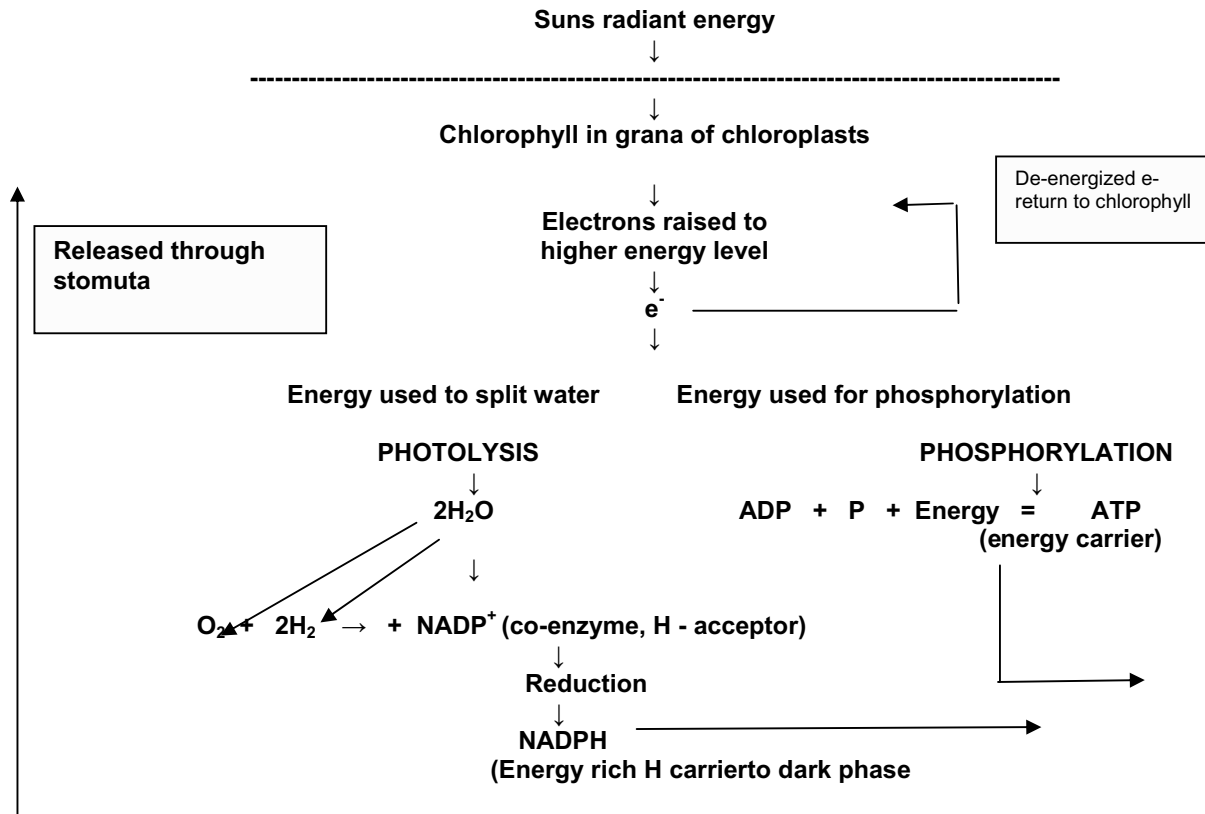 Suns radiant energy
↓
--------------------------------------------------------------------------------------------------
↓
Chlorophyll in grana of chloroplasts
De-energized e-
return to chlorophyll
↓
Electrons raised to
higher energy level
Released through
stomuta
↓
e⁻
↓
Energy used to split water Energy used for phosphorylation
PHOTOLYSIS PHOSPHORYLATION
↓ ↓
2H₂O ADP + P + Energy = ATP
(energy carrier)
↓
O₂ + 2H₂ → + NADP⁺ (co-enzyme, H - acceptor)
↓
Reduction
↓
NADPH
(Energy rich H carrierto dark phase